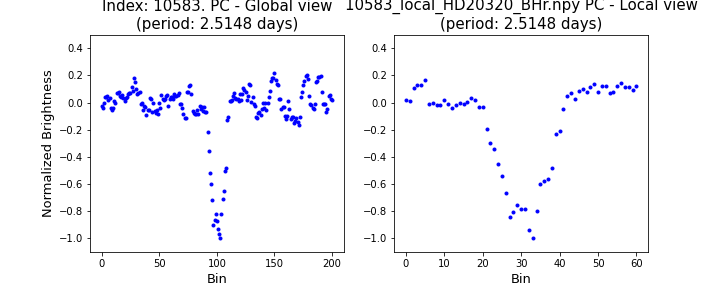 Index: 10583. PC - Global view
(period: 2.5148 days)
10583_local_HD20320_BHr.npy PC - Local view
(period: 2.5148 days)
Normalized Brightness
0.4
0.2
0.0
−0.2
−0.4
−0.6
−0.8
−1.0
0 50 100 150 200
Bin
0.4
0.2
0.0
−0.2
−0.4
−0.6
−0.8
−1.0
0 10 20 30 40 50 60
Bin